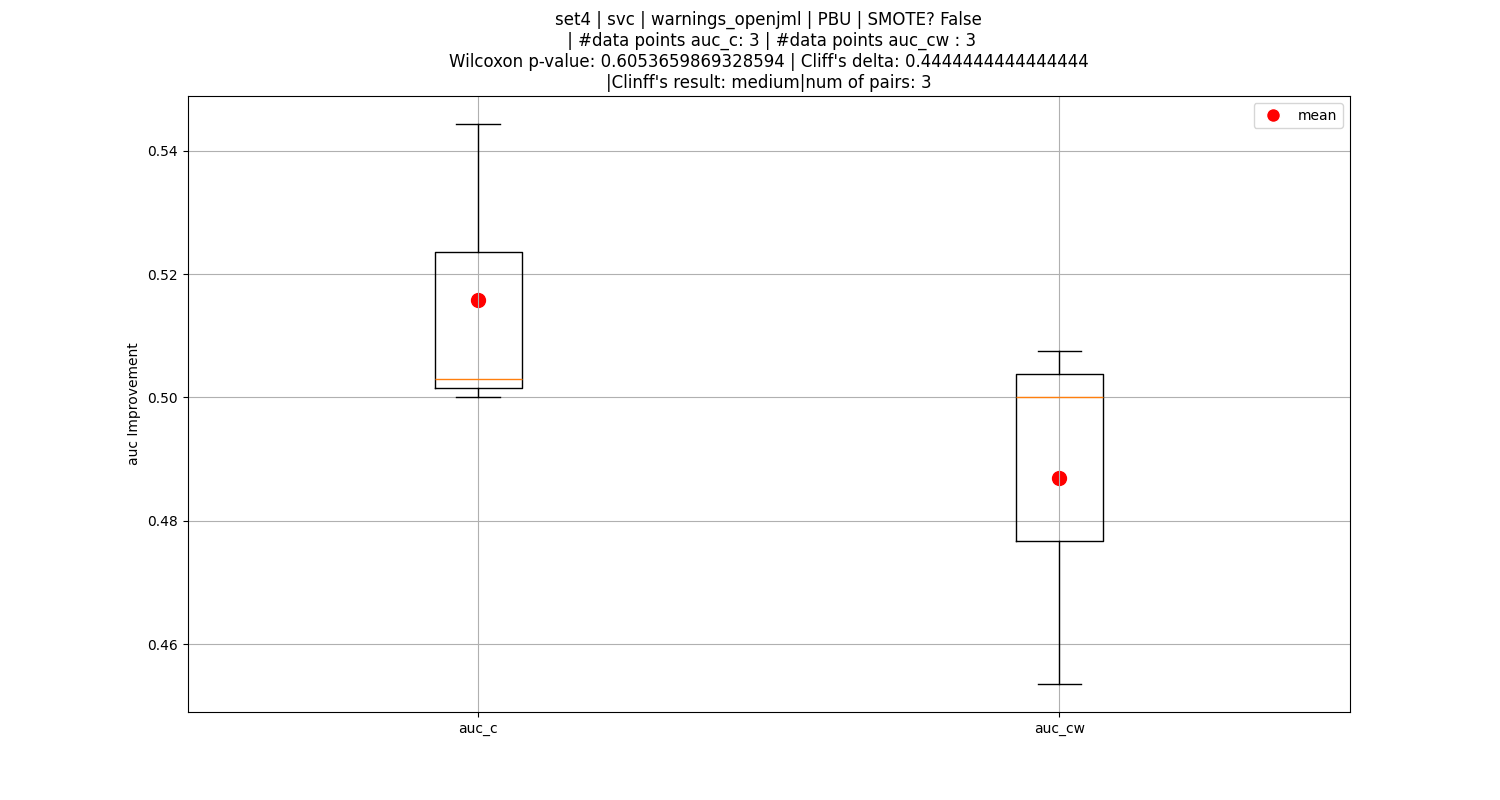 set4 | svc | warnings_openjml | PBU | SMOTE? False
| #data points auc_c: 3 | #data points auc_cw : 3
Wilcoxon p-value: 0.6053659869328594 | Cliff's delta: 0.4444444444444444
|Clinff's result: medium|num of pairs: 3
mean
0.54
0.52
0.50
0.48
0.46
auc Improvement
auc_c
auc_cw